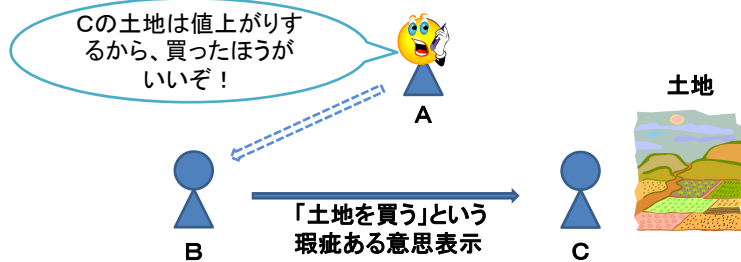 Cの土地は値上がりす
るから、買ったほうが
いいぞ！
土地
A
「土地を買う」という
瑕疵ある意思表示
B
C